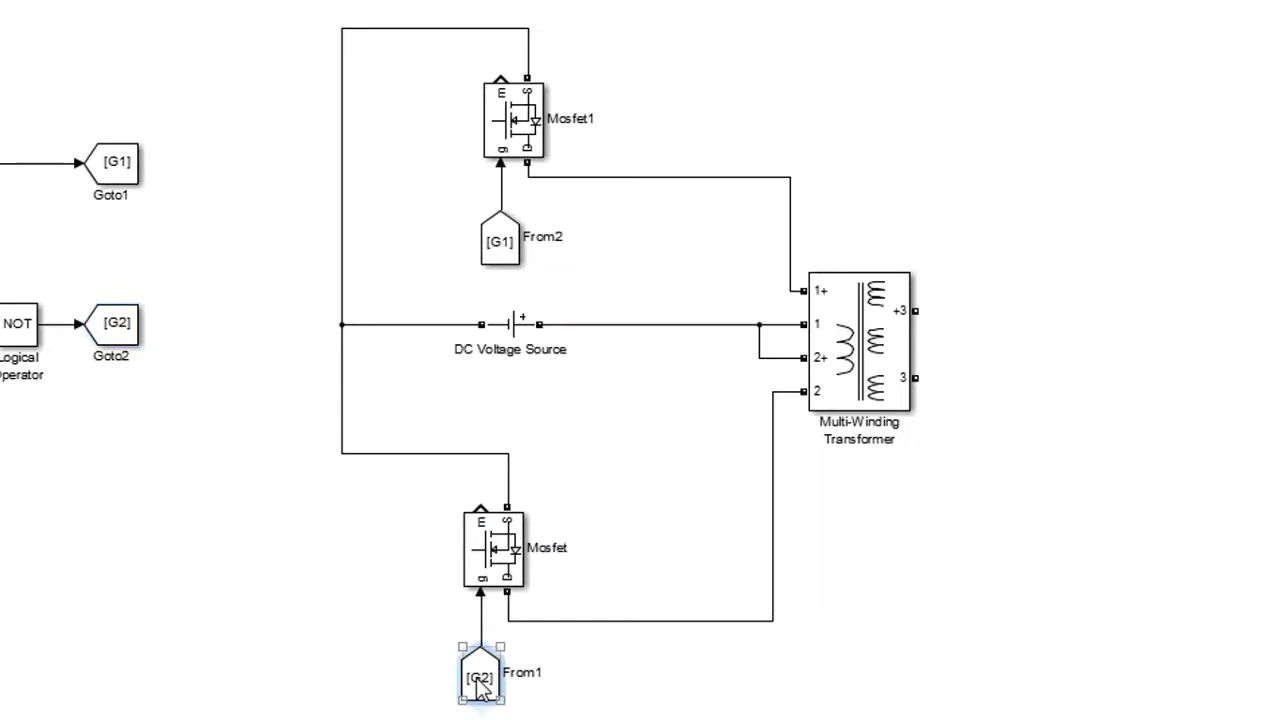 m S
Mosfet1
g D
[G1]
Goto1
[G1]
From2
+
DC Voltage Source
NOT
Logical
Operator
[G2]
Goto2
1+
1
2+
2
+3
3
Multi-Winding
Transformer
m S
Mosfet
g D
[G2]
From1